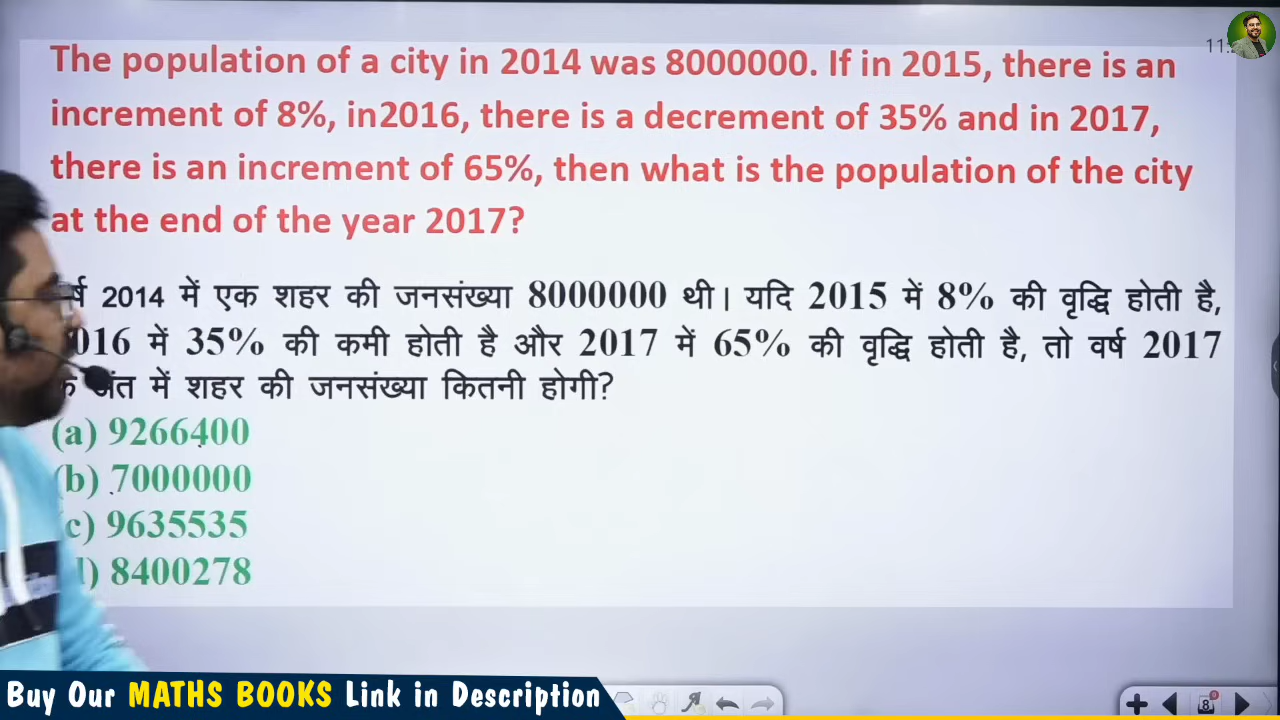 The population of a city in 2014 was 8000000. If in 2015, there is an
increment of 8%, in2016, there is a decrement of 35% and in 2017,
there is an increment of 65%, then what is the population of the city
at the end of the year 2017?
2014 में एक शहर की जनसंख्या 8000000 थी। यदि 2015 में 8% की वृद्धि होती है,
में 35% की कमी होती है और 2017 में 65% की वृद्धि होती है, तो वर्ष 2017
में शहर की जनसंख्या कितनी होगी?
(a) 9266400
(b) 7000000
c) 9635535
) 8400278
Buy Our MATHS BOOKS Link in Description